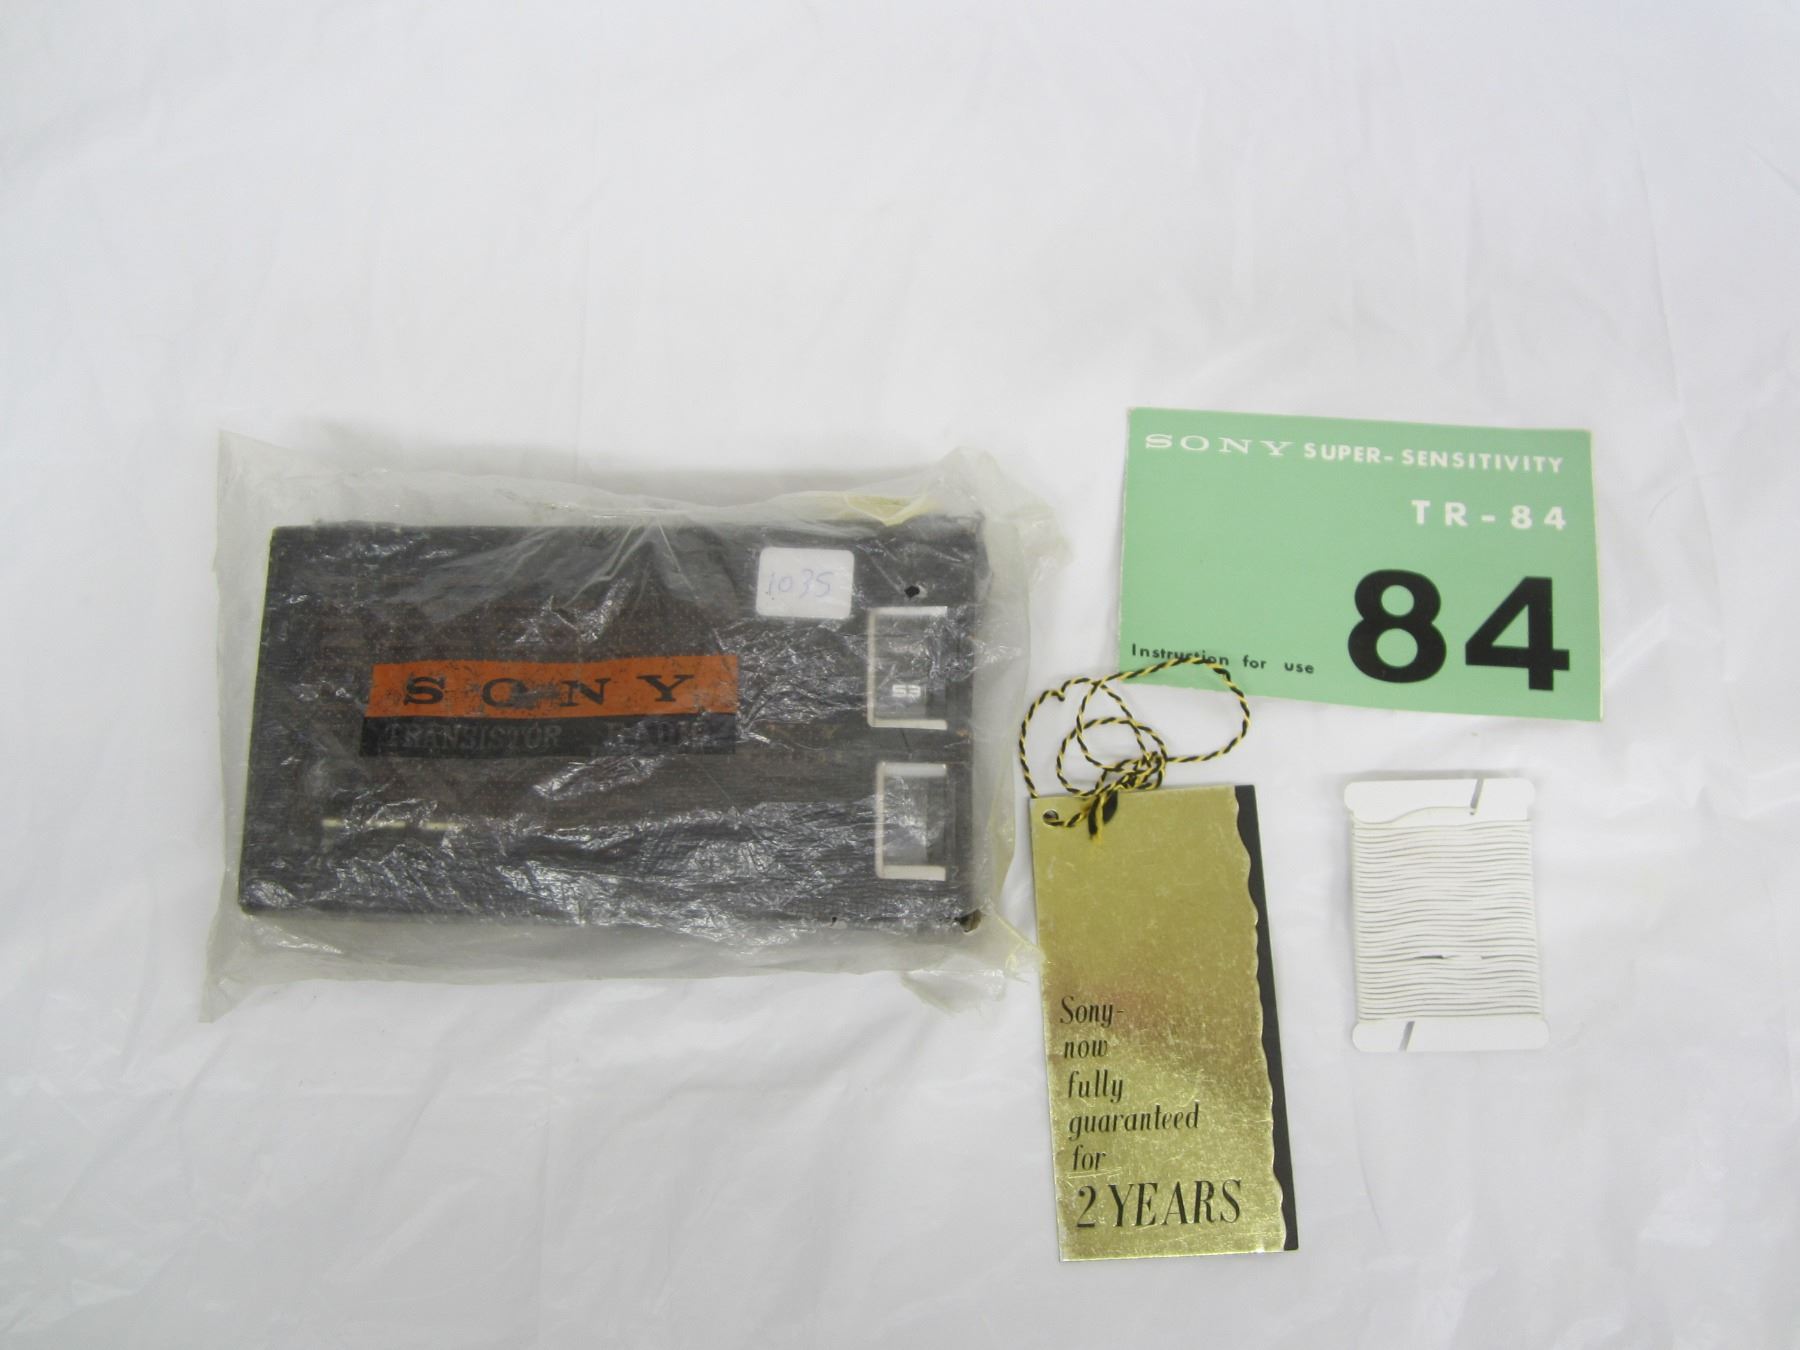 1035
SONY
TRANSISTOR RADIO
53
SONY SUPER-SENSITIVITY
TR-84
84
Instruction for use
Sony-
now
fully
guaranteed
for
2 YEARS